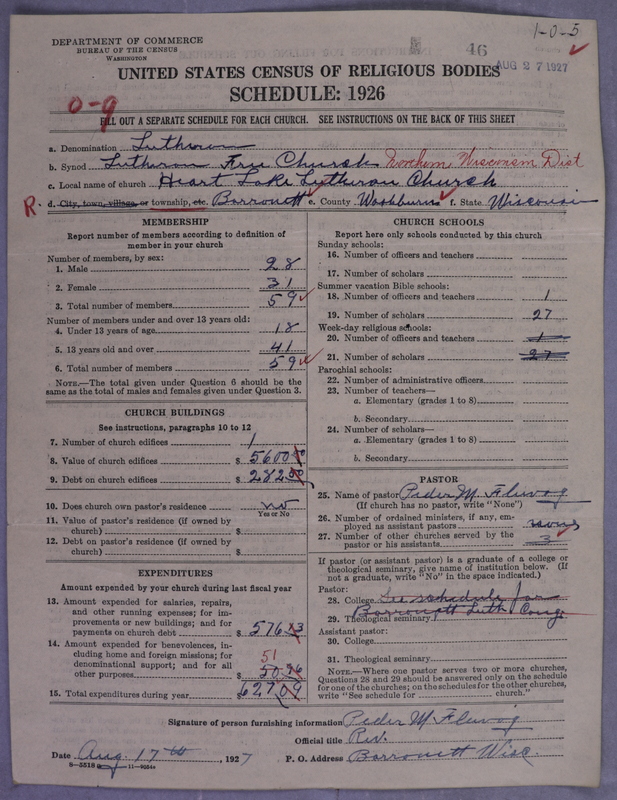 1-0-5
DEPARTMENT OF COMMERCE
BUREAU OF THE CENSUS
WASHINGTON
46
AUG 27 1927
UNITED STATES CENSUS OF RELIGIOUS BODIES
SCHEDULE: 1926
0-9
FILL OUT A SEPARATE SCHEDULE FOR EACH CHURCH. SEE INSTRUCTIONS ON THE BACK OF THIS SHEET
a. Denomination Lutheran
b. Synod Lutheran Free Church Northern Wisconsin Dist
c. Local name of church Heart Lake Lutheran Church
R. d. City, town, village, or township, etc. Barronett e. County Washburn f. State Wisconsin
MEMBERSHIP
Report number of members according to definition of member in your church
Number of members, by sex:
1. Male 28
2. Female 31
3. Total number of members 59
Number of members under and over 13 years old:
4. Under 13 years of age 18
5. 13 years old and over 41
6. Total number of members 59
NOTE.—The total given under Question 6 should be the same as the total of males and females given under Question 3.
CHURCH BUILDINGS
See instructions, paragraphs 10 to 12
7. Number of church edifices 1
8. Value of church edifices $ 5600.00
9. Debt on church edifices $ 282.00
10. Does church own pastor's residence no
Yes or No
11. Value of pastor's residence (if owned by church) $
12. Debt on pastor's residence (if owned by church) $
EXPENDITURES
Amount expended by your church during last fiscal year
13. Amount expended for salaries, repairs, and other running expenses; for improvements or new buildings; and for payments on church debt $ 576.13
14. Amount expended for benevolences, including home and foreign missions; for denominational support; and for all other purposes $ 50.96
51
15. Total expenditures during year $ 627.09
CHURCH SCHOOLS
Report here only schools conducted by this church
Sunday schools:
16. Number of officers and teachers
17. Number of scholars
Summer vacation Bible schools:
18. Number of officers and teachers 1
19. Number of scholars 27
Week-day religious schools:
20. Number of officers and teachers 1
21. Number of scholars 27
Parochial schools:
22. Number of administrative officers
23. Number of teachers—
a. Elementary (grades 1 to 8)
b. Secondary
24. Number of scholars—
a. Elementary (grades 1 to 8)
b. Secondary
PASTOR
25. Name of pastor Peder M. Fluvog
(If church has no pastor, write "None")
26. Number of ordained ministers, if any, employed as assistant pastors none
27. Number of other churches served by the pastor or his assistants 3
If pastor (or assistant pastor) is a graduate of a college or theological seminary, give name of institution below. (If not a graduate, write "No" in the space indicated.)
Pastor:
28. College See schedule for
29. Theological seminary Barronett Luth Cong.
Assistant pastor:
30. College
31. Theological seminary
NOTE.—Where one pastor serves two or more churches, Questions 28 and 29 should be answered only on the schedule for one of the churches; on the schedules for the other churches, write "See schedule for ______ church."
Signature of person furnishing information Peder M Fluvog
Official title Rev.
Date Aug. 17th, 1927 P. O. Address Barronett Wisc.